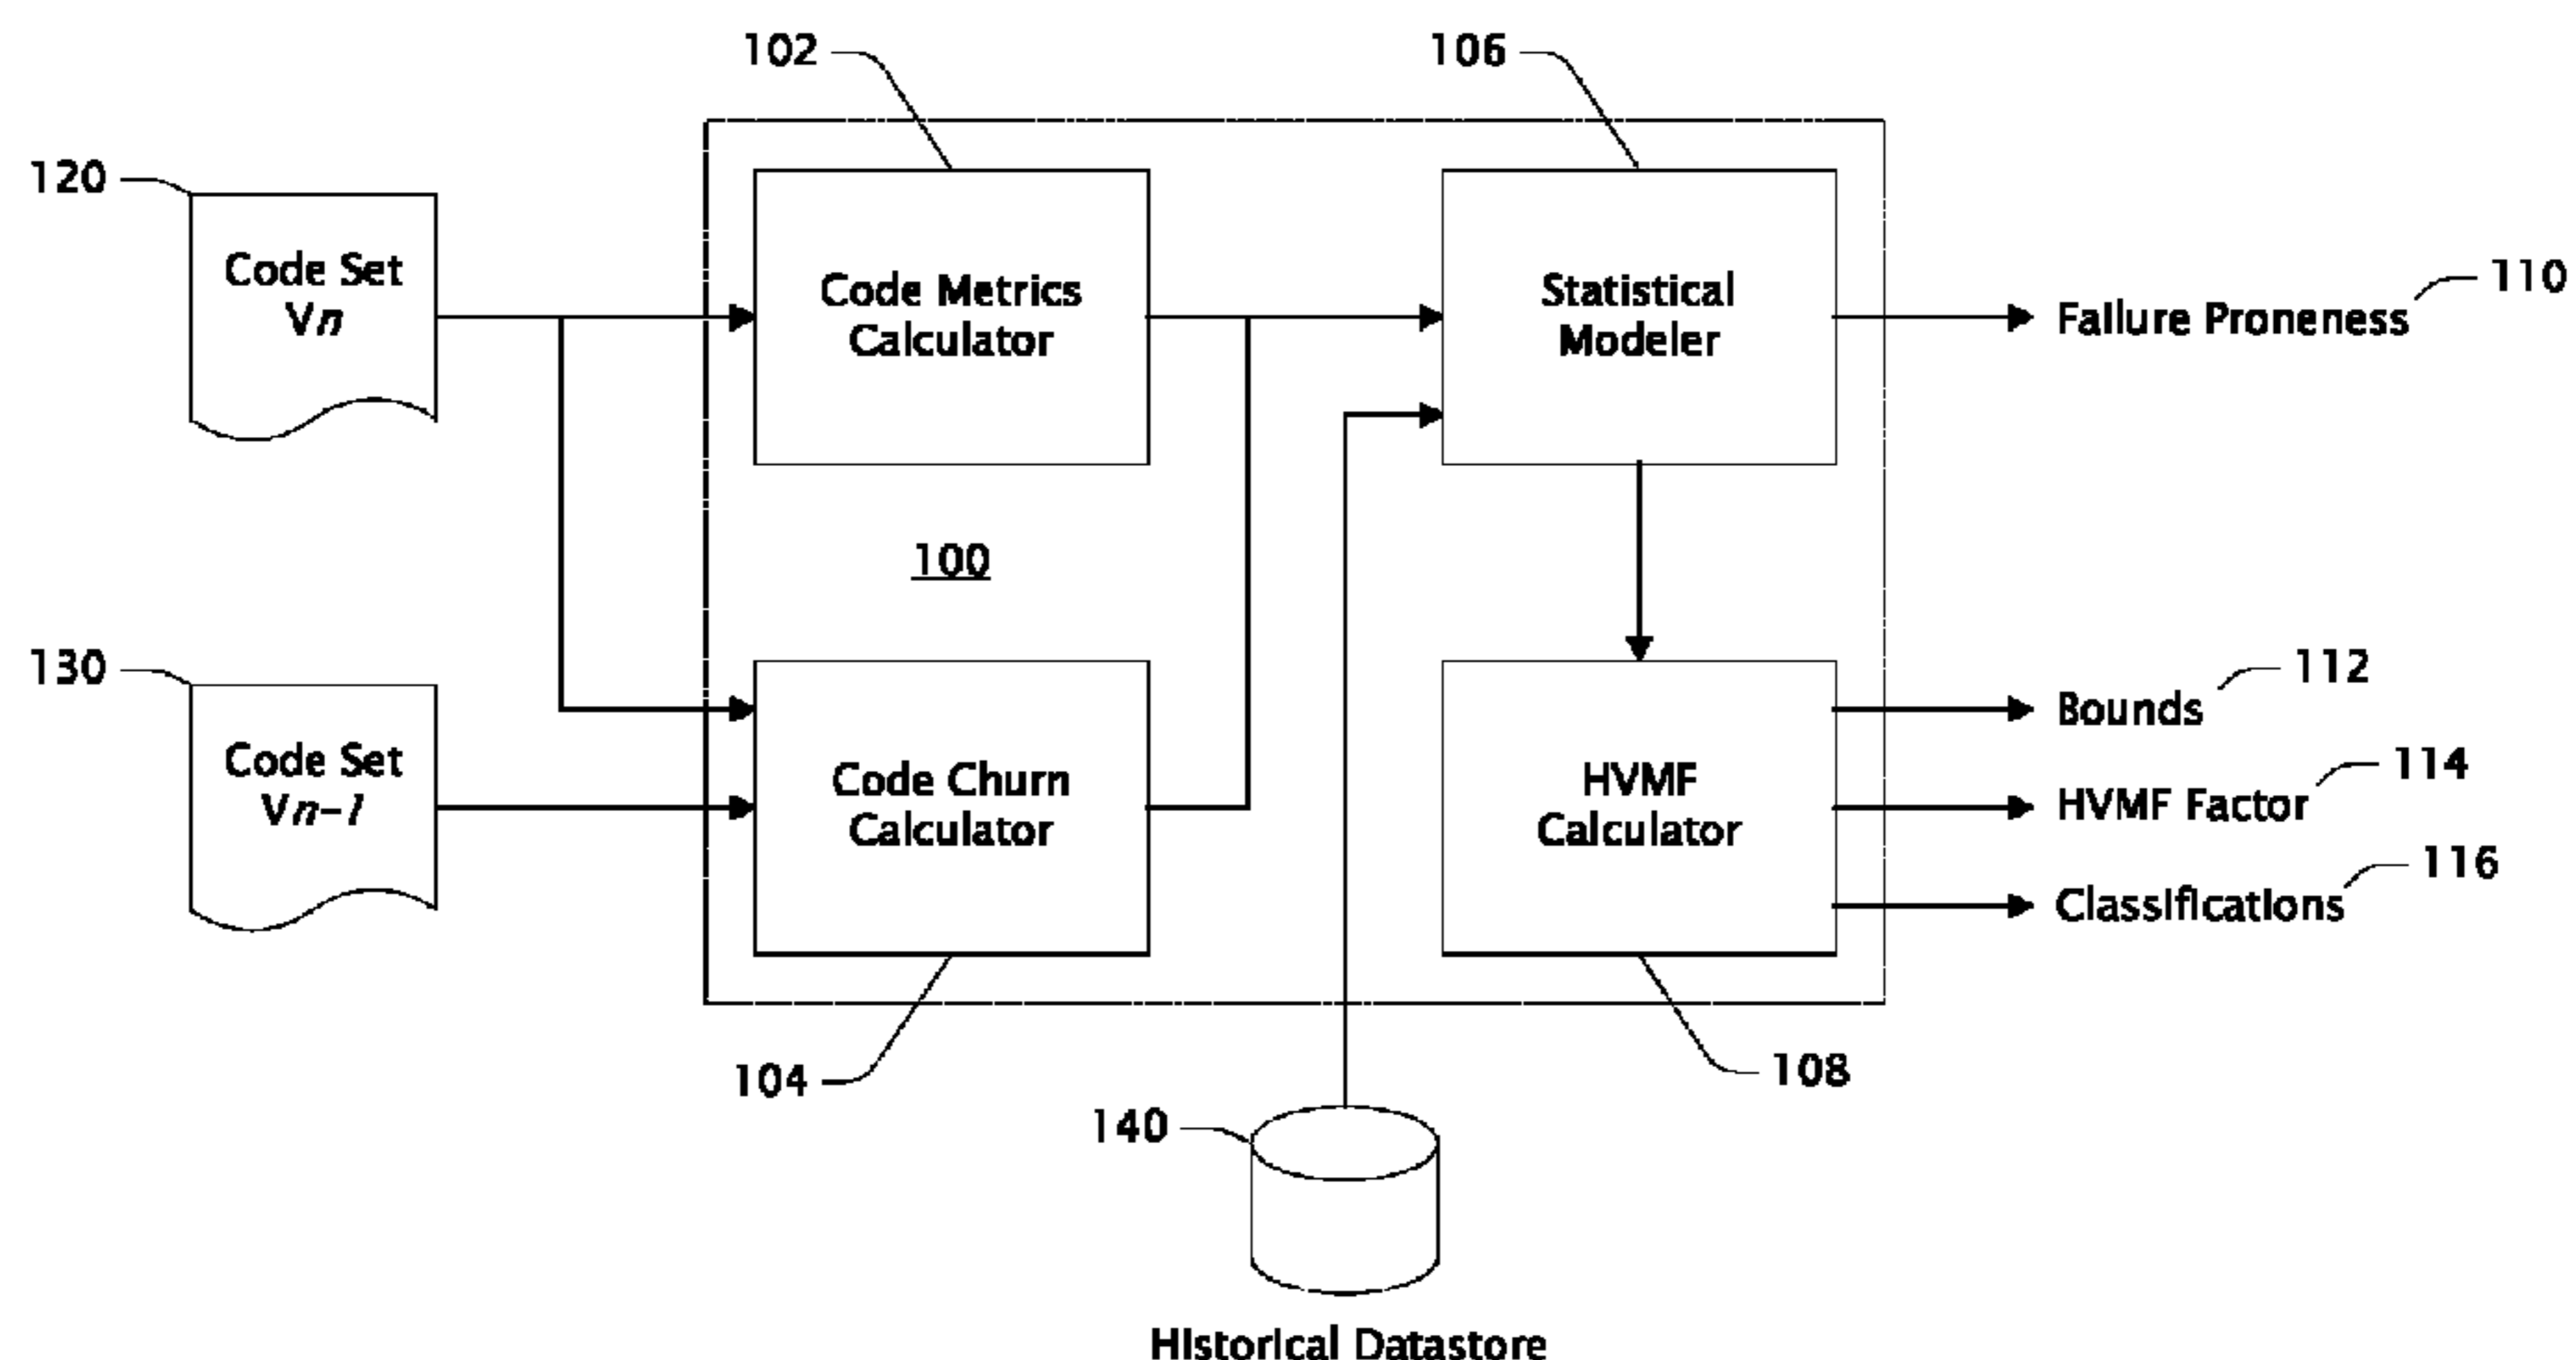 102
106
120
Code Set
Vn
Code Metrics
Calculator
Statistical
Modeler
Failure Proneness
110
100
130
Code Set
Vn-1
Code Churn
Calculator
HVMF
Calculator
Bounds
112
HVMF Factor
114
Classifications
116
104
108
140
Historical Datastore